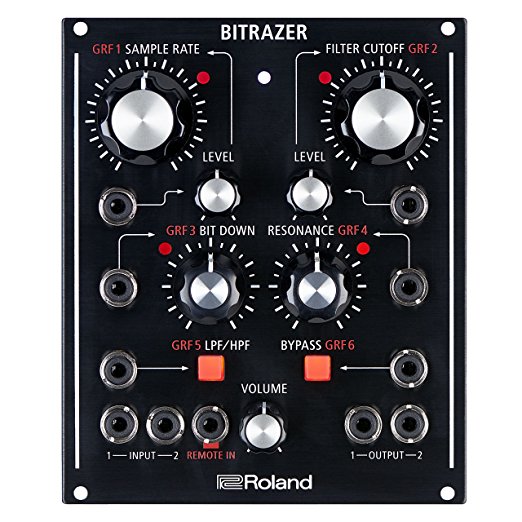 BITRAZER
GRF1 SAMPLE RATE
FILTER CUTOFF GRF2
LEVEL
LEVEL
GRF3 BIT DOWN
RESONANCE GRF4
GRF5 LPF/HPF
BYPASS GRF6
VOLUME
1 INPUT 2
REMOTE IN
1 OUTPUT 2
Roland